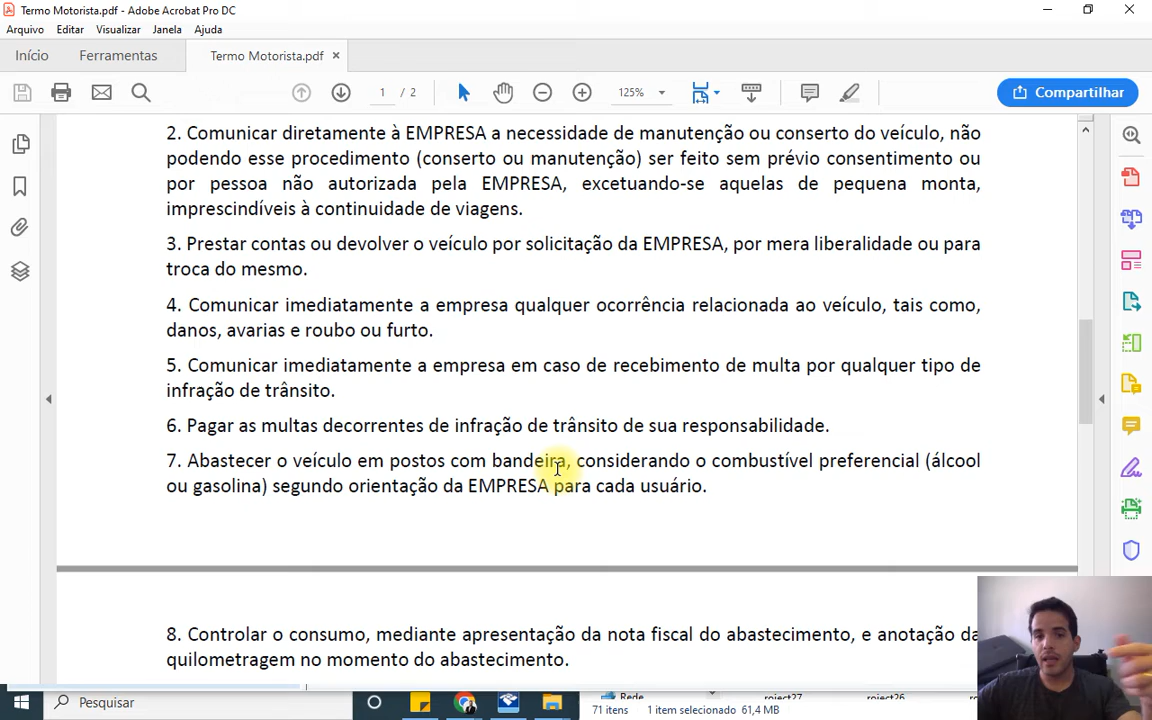 Termo Motorista.pdf - Adobe Acrobat Pro DC
Arquivo Editar Visualizar Janela Ajuda
Início Ferramentas Termo Motorista.pdf ×
1 / 2 125% Compartilhar
2. Comunicar diretamente à EMPRESA a necessidade de manutenção ou conserto do veículo, não
podendo esse procedimento (conserto ou manutenção) ser feito sem prévio consentimento ou
por pessoa não autorizada pela EMPRESA, excetuando-se aquelas de pequena monta,
imprescindíveis à continuidade de viagens.
3. Prestar contas ou devolver o veículo por solicitação da EMPRESA, por mera liberalidade ou para
troca do mesmo.
4. Comunicar imediatamente a empresa qualquer ocorrência relacionada ao veículo, tais como,
danos, avarias e roubo ou furto.
5. Comunicar imediatamente a empresa em caso de recebimento de multa por qualquer tipo de
infração de trânsito.
6. Pagar as multas decorrentes de infração de trânsito de sua responsabilidade.
7. Abastecer o veículo em postos com bandeira, considerando o combustível preferencial (álcool
ou gasolina) segundo orientação da EMPRESA para cada usuário.
8. Controlar o consumo, mediante apresentação da nota fiscal do abastecimento, e anotação da
quilometragem no momento do abastecimento.
Pesquisar
Rede
roject27 roject26
71 itens 1 item selecionado 61,4 MB